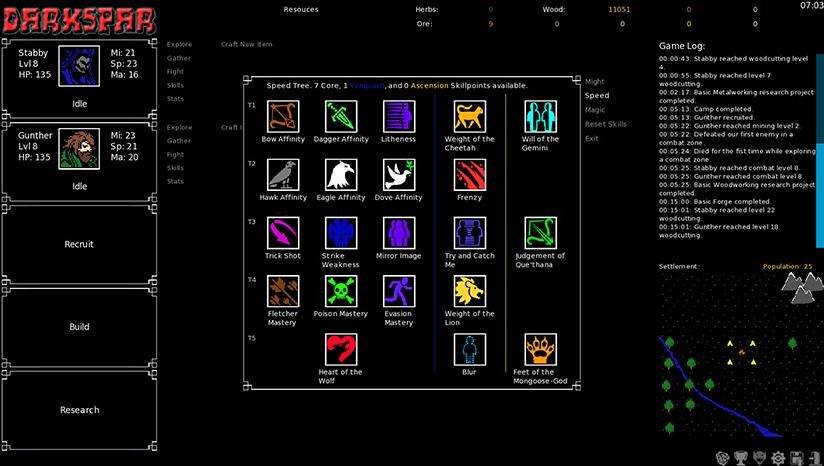 DARKSPAR
Resouces
Herbs: 0
Wood: 11051
0
0
07:03
Ore: 9
0
0
0
0
Stabby
Lvl 8
HP: 135
Mi: 21
Sp: 23
Ma: 16
Idle
Explore
Gather
Fight
Skills
Stats
Craft New Item
Gunther
Lvl 8
HP: 135
Mi: 23
Sp: 21
Ma: 20
Idle
Explore
Gather
Fight
Skills
Stats
Craft I
Recruit
Build
Research
Speed Tree. 7 Core, 1 Vanguard, and 0 Ascension Skillpoints available.
T1
Bow Affinity
Dagger Affinity
Litheness
Weight of the
Cheetah
Will of the
Gemini
T2
Hawk Affinity
Eagle Affinity
Dove Affinity
Frenzy
T3
Trick Shot
Strike
Weakness
Mirror Image
Try and Catch
Me
Judgement of
Que'thana
T4
Fletcher
Mastery
Poison Mastery
Evasion
Mastery
Weight of the
Lion
T5
Heart of the
Wolf
Blur
Feet of the
Mongoose-God
Might
Speed
Magic
Reset Skills
Exit
Game Log:
00:00:43: Stabby reached woodcutting level
4.
00:00:55: Stabby reached level 7
woodcutting.
00:02:17: Basic Metalworking research project
completed.
00:05:13: Camp completed.
00:05:13: Gunther recruited.
00:05:22: Gunther reached mining level 2.
00:05:22: Defeated our first enemy in a
combat zone.
00:05:24: Died for the fist time while exploring
a combat zone.
00:05:25: Stabby reached combat level 8.
00:05:25: Gunther reached combat level 8.
00:05:25: Basic Woodworking research project
completed.
00:15:00: Basic Forge completed.
00:15:01: Stabby reached level 22
woodcutting.
00:15:01: Gunther reached level 18
woodcutting.
Settlement:
Population: 25